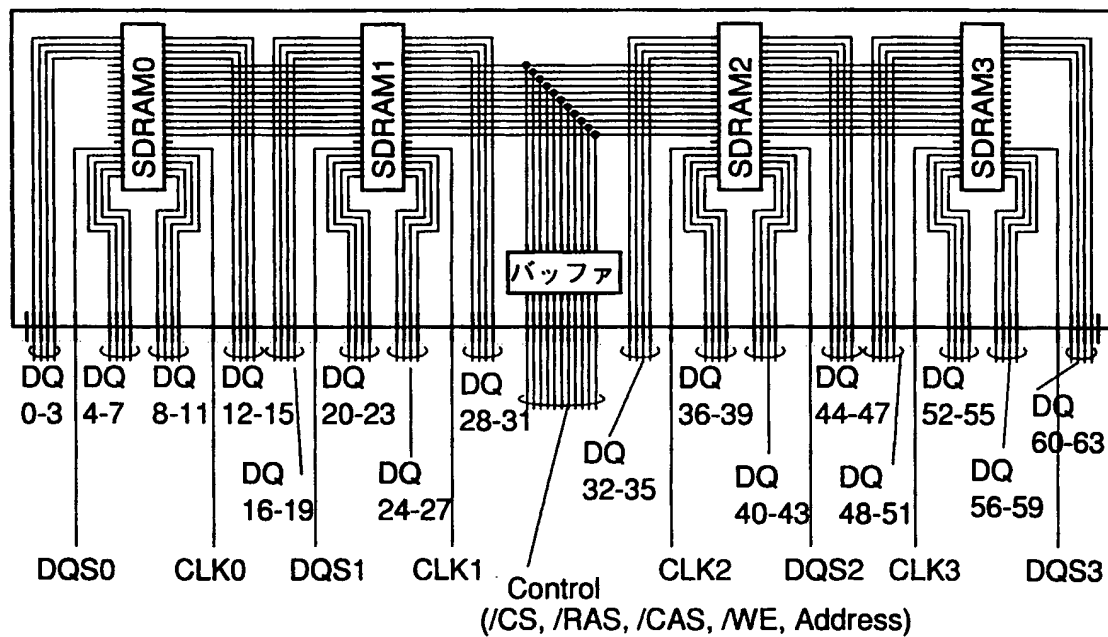 SDRAM0
SDRAM1
SDRAM2
SDRAM3
バッファ
DQ
0-3
DQ
4-7
DQ
8-11
DQ
12-15
DQ
16-19
DQ
20-23
DQ
24-27
DQ
28-31
DQ
32-35
DQ
36-39
DQ
40-43
DQ
44-47
DQ
48-51
DQ
52-55
DQ
56-59
DQ
60-63
DQS0
CLK0
DQS1
CLK1
CLK2
DQS2
CLK3
DQS3
Control
(/CS, /RAS, /CAS, /WE, Address)